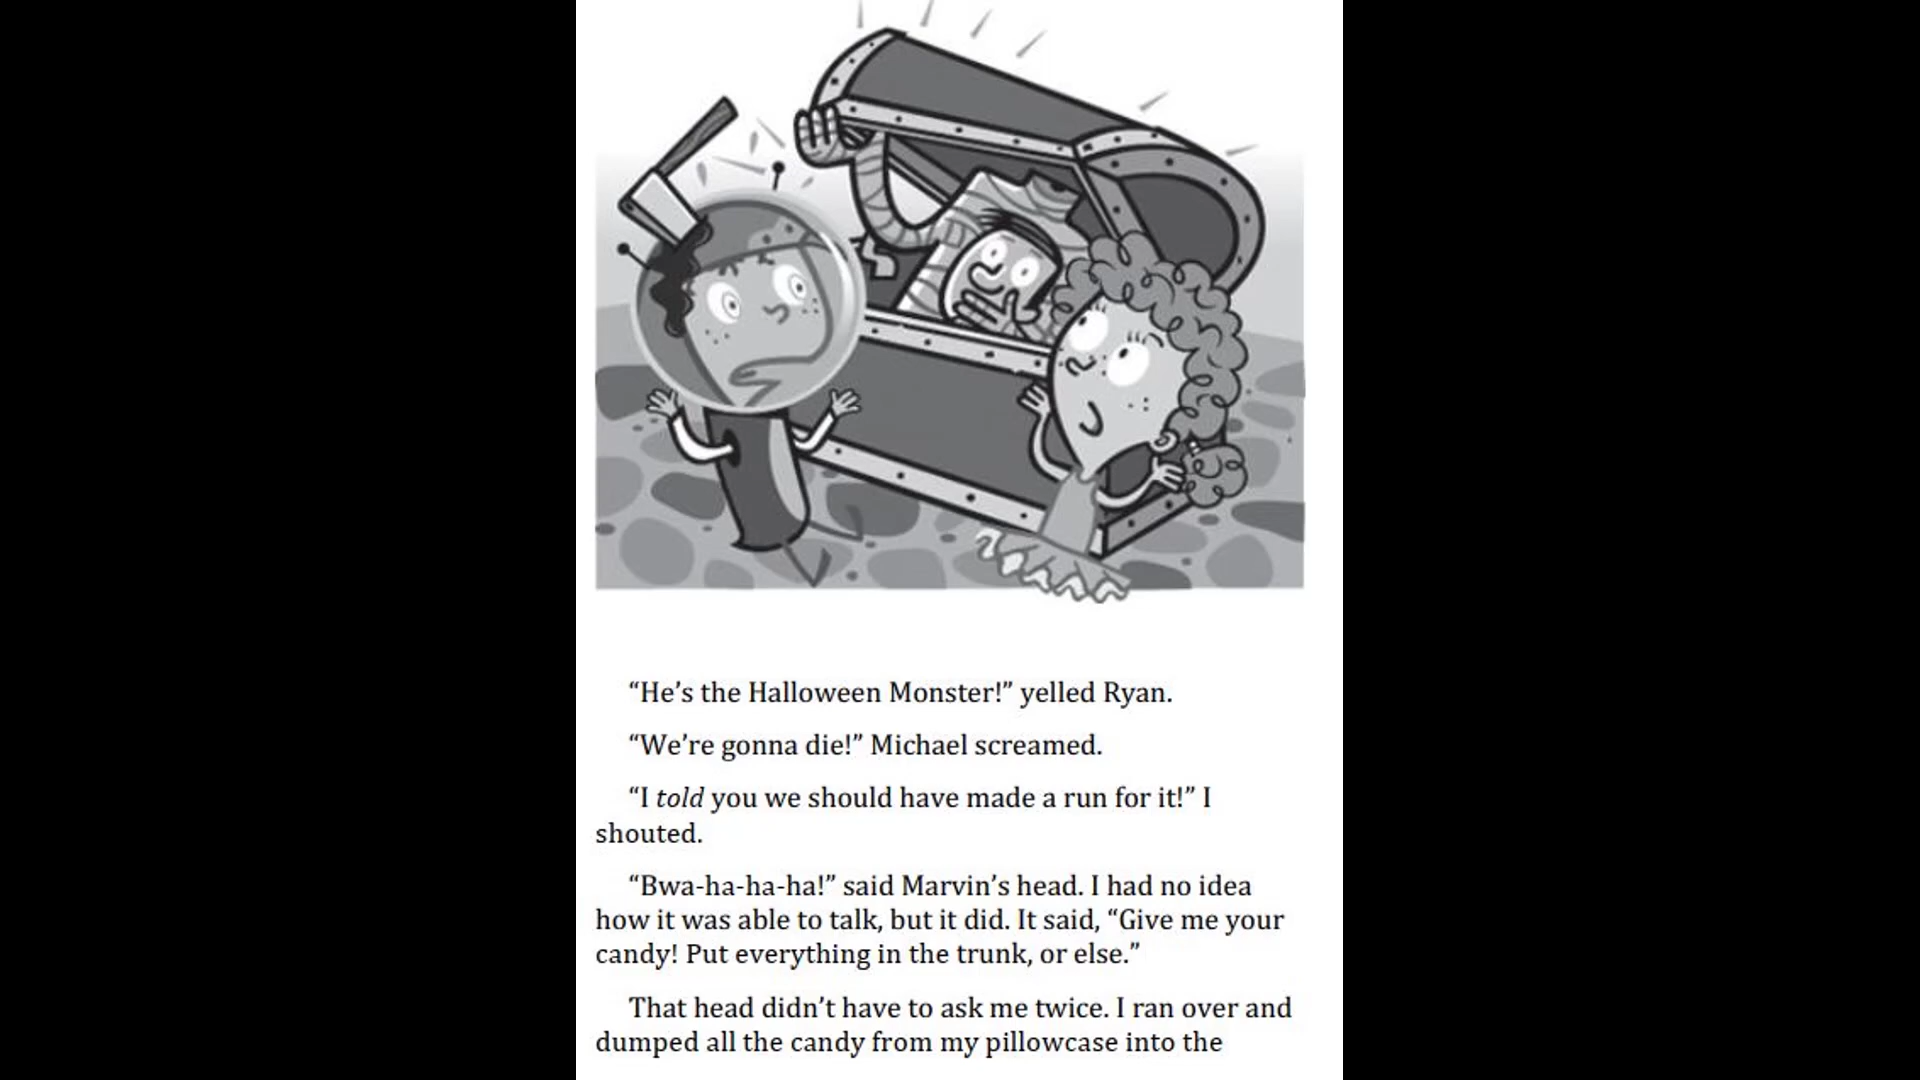 “He’s the Halloween Monster!” yelled Ryan.
“We’re gonna die!” Michael screamed.
“I told you we should have made a run for it!” I
shouted.
“Bwa-ha-ha-ha!” said Marvin’s head. I had no idea
how it was able to talk, but it did. It said, “Give me your
candy! Put everything in the trunk, or else.”
That head didn’t have to ask me twice. I ran over and
dumped all the candy from my pillowcase into the